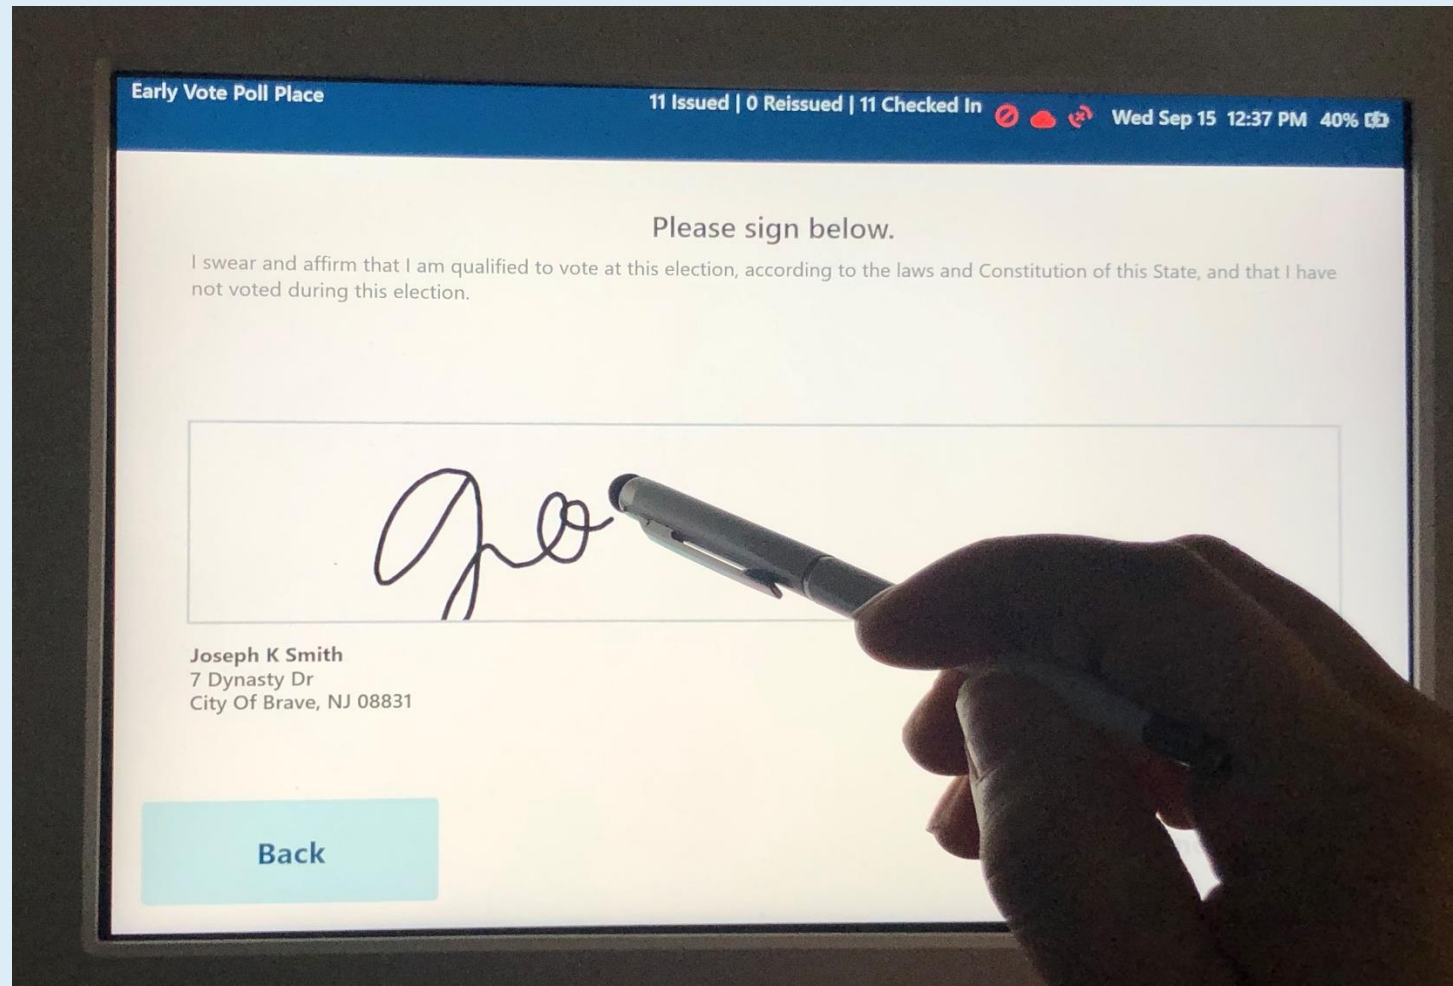 Early Vote Poll Place
11 Issued | 0 Reissued | 11 Checked In
Wed Sep 15 12:37 PM 40%
Please sign below.
I swear and affirm that I am qualified to vote at this election, according to the laws and Constitution of this State, and that I have
not voted during this election.
Jo
Joseph K Smith
7 Dynasty Dr
City Of Brave, NJ 08831
Back